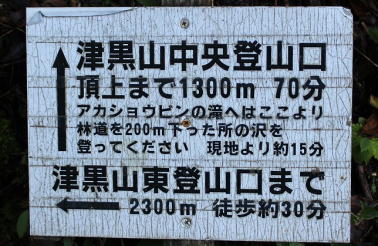 津黒山中央登山口
頂上まで1300m 70分
アカショウビンの滝へはここより
林道を200m下った所の沢を
登ってください 現地より約15分
津黒山東登山口まで
2300m 徒歩約30分